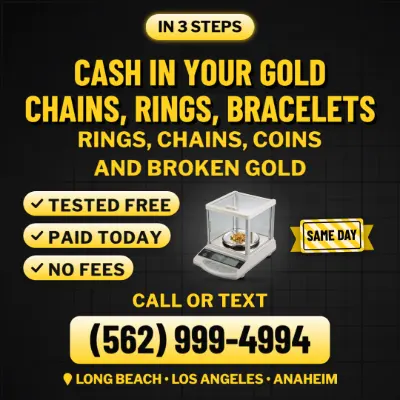 IN 3 STEPS
CASH IN YOUR GOLD
CHAINS, RINGS, BRACELETS
RINGS, CHAINS, COINS
AND BROKEN GOLD
✓ TESTED FREE
✓ PAID TODAY
✓ NO FEES
SAME DAY
CALL OR TEXT
(562) 999-4994
LONG BEACH • LOS ANGELES • ANAHEIM